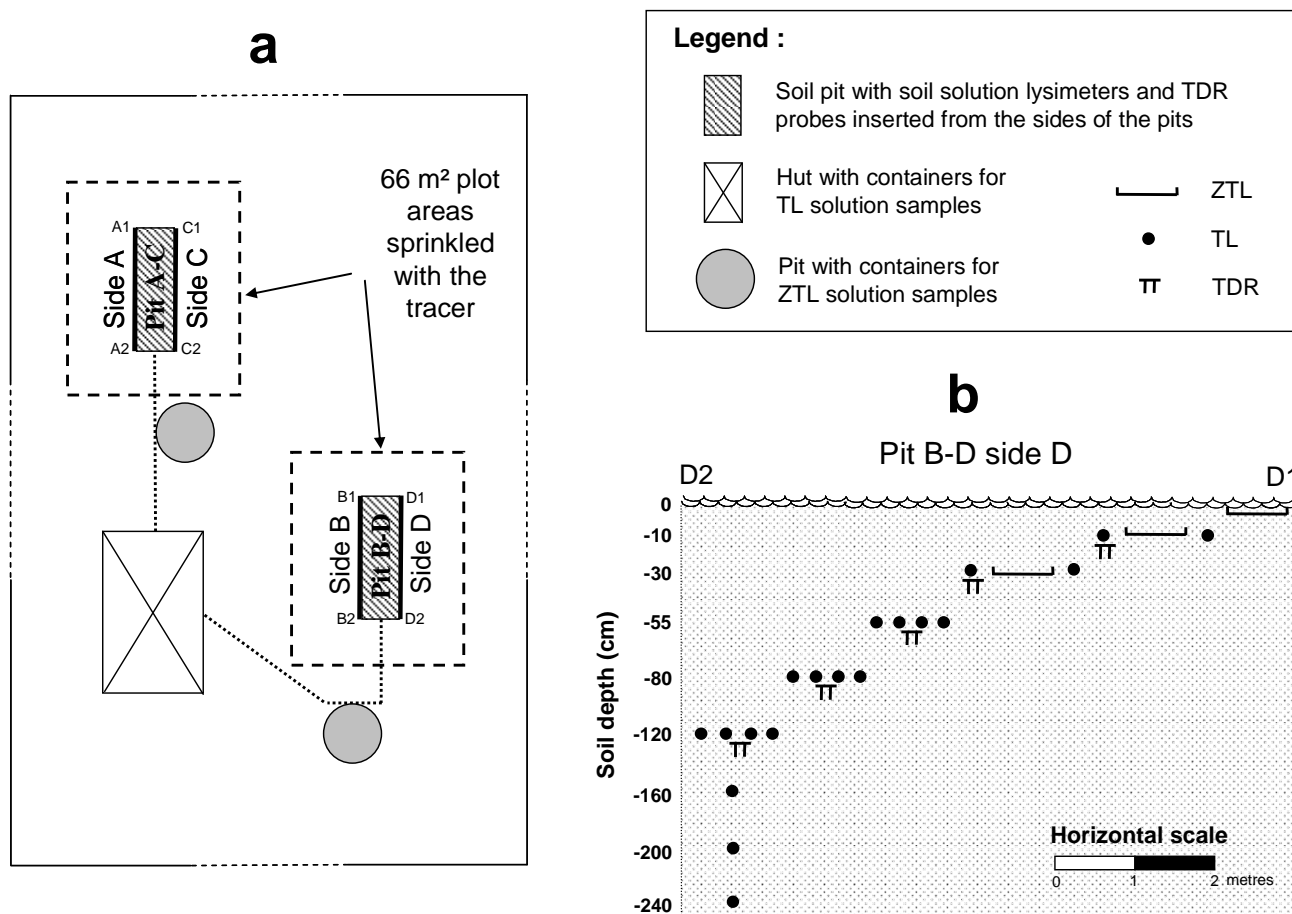 a
66 m² plot
areas
sprinkled
with the
tracer
A1
C1
Side A
Pit A-C
Side C
A2
C2
B1
D1
Side B
Pit B-D
Side D
B2
D2
Legend :
Soil pit with soil solution lysimeters and TDR
probes inserted from the sides of the pits
Hut with containers for
TL solution samples
Pit with containers for
ZTL solution samples
ZTL
TL
TDR
b
Pit B-D side D
D2
D1
Soil depth (cm)
0
-10
-30
-55
-80
-120
-160
-200
-240
Horizontal scale
0 1 2 metres